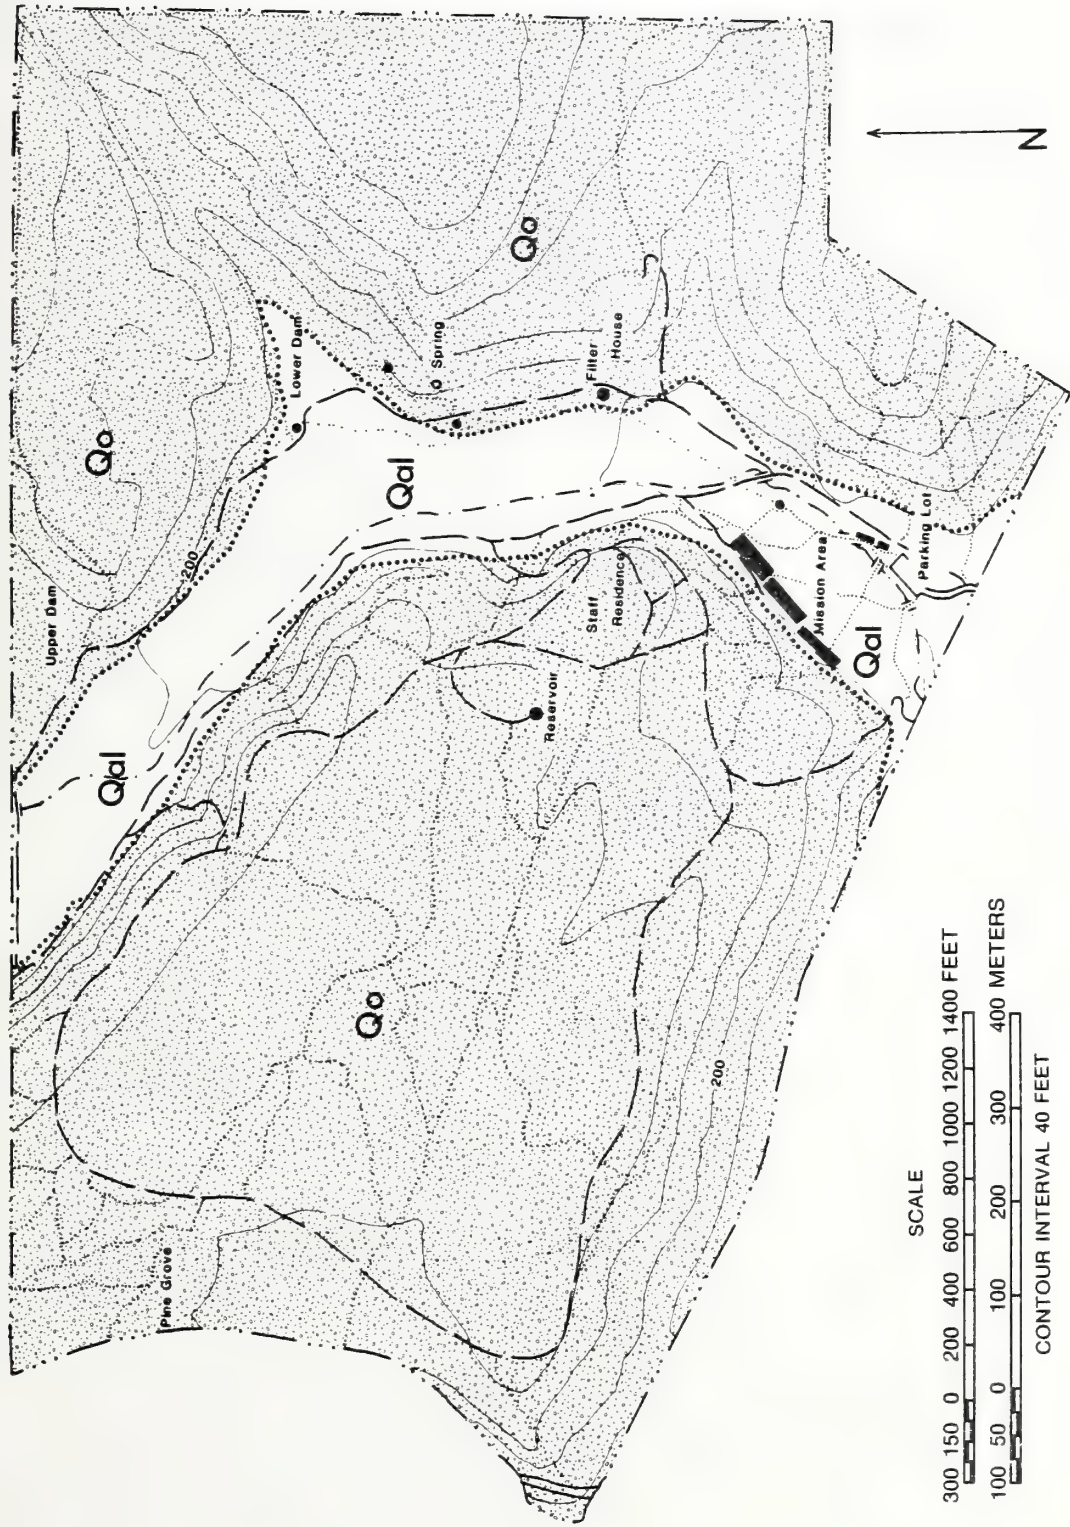 Upper Dam
200
Qo
Qal
Lower Dam
Qal
O Spring
Qo
Filter
House
N
Pine Grove
Qo
Reservoir
Staff
Residence
Mission Area
Qal
Parking Lot
200
SCALE
300 150 0 200 400 600 800 1000 1200 1400 FEET
100 50 0 100 200 300 400 METERS
CONTOUR INTERVAL 40 FEET